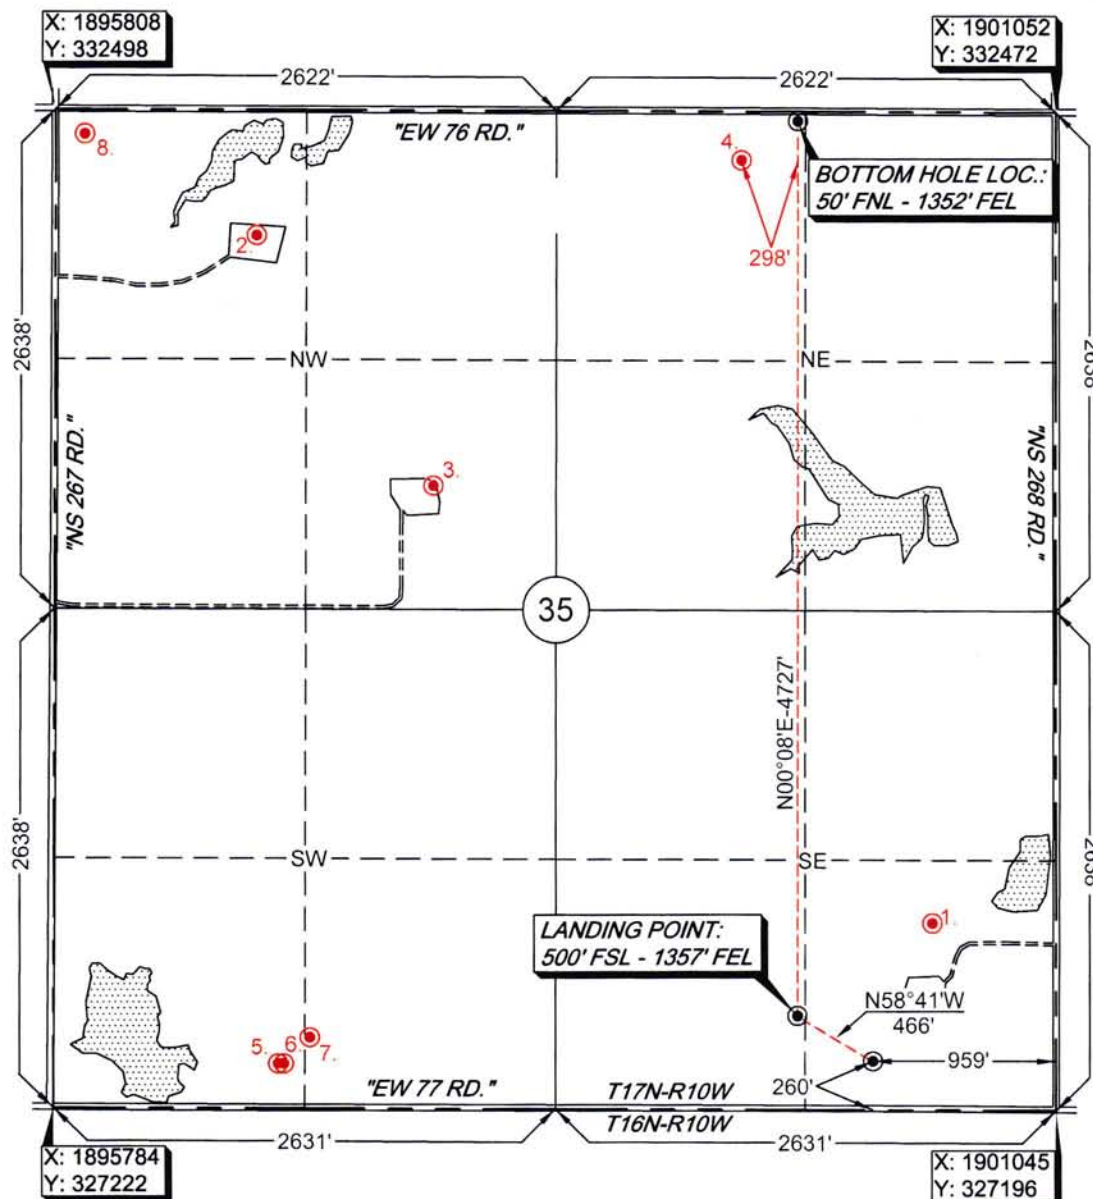 X: 1895808
Y: 332498
X: 1901052
Y: 332472
2622'
2622'
"EW 76 RD."
8.
4.
BOTTOM HOLE LOC.:
50' FNL - 1352' FEL
2.
298'
2638'
2638'
NW
NE
"NS 267 RD."
"NS 268 RD."
3.
35
N00°08'E-4727'
2638'
2638'
SW
SE
1.
LANDING POINT:
500' FSL - 1357' FEL
N58°41'W
466'
5.
6.
7.
959'
260'
"EW 77 RD."
T17N-R10W
T16N-R10W
2631'
2631'
X: 1895784
Y: 327222
X: 1901045
Y: 327196